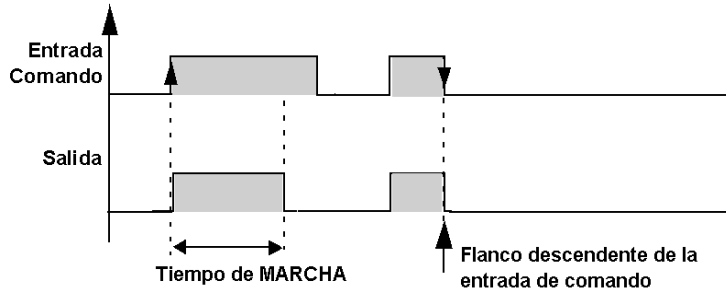 Entrada
Comando
Salida
Tiempo de MARCHA
Flanco descendente de la
entrada de comando